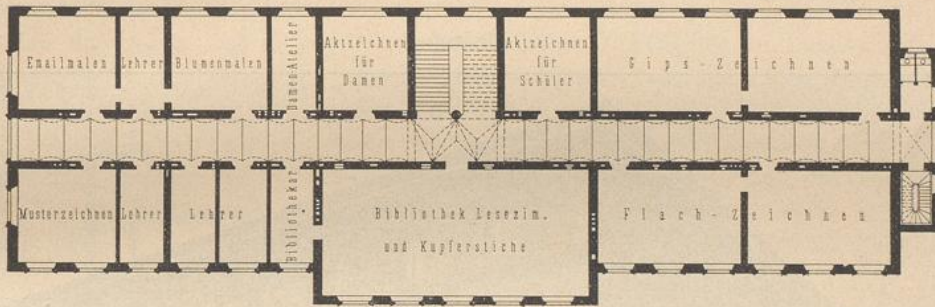 Emailmalen
Lehrer
Blumenmalen
Damen-Atelier
Aktzeichnen
für
Damen
Aktzeichnen
für
Schüler
Gips-Zeichnen
Musterzeichnen
Lehrer
Lehrer
Bibliothekar
Bibliothek Lesezim.
und Kupferstiche
Flach-Zeichnen